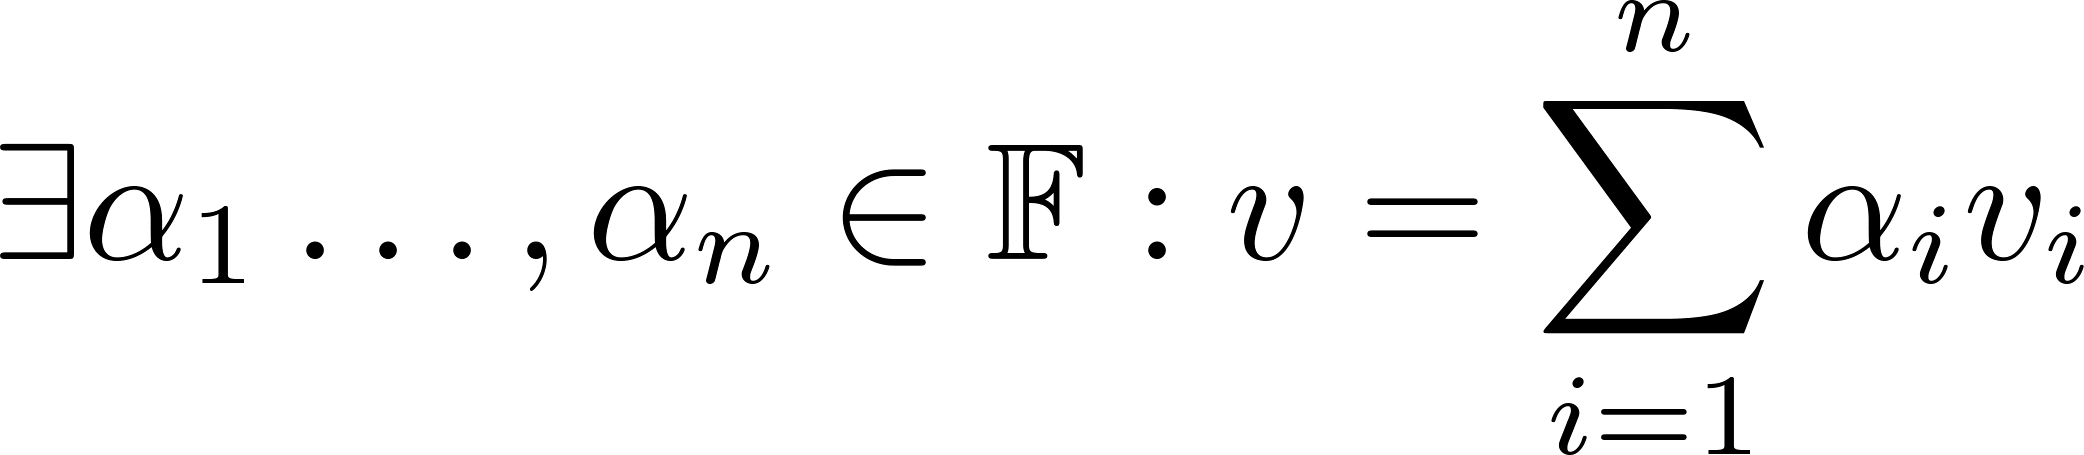 ∃α₁ … , αₙ ∈ 𝔽 : v = ∑ᵢ₌₁ⁿ αᵢvᵢ